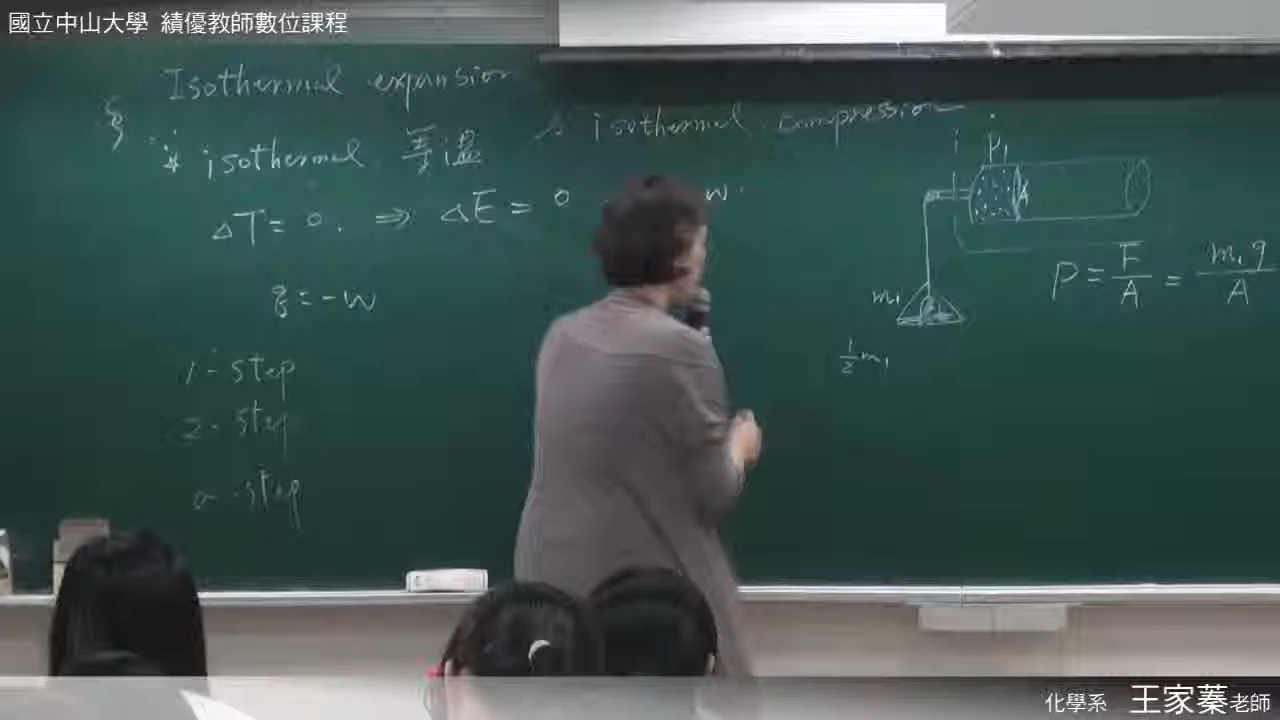 國立中山大學 績優教師數位課程
Isothermal expansion
isothermal compression
isothermal 等溫
ΔT = 0. ⇒ ΔE = 0 w
q = -w
1-step
2-step
∞-step
P₁
P = F/A = m₁g/A
m₁
1/2 m₁
化學系 王家蓁老師